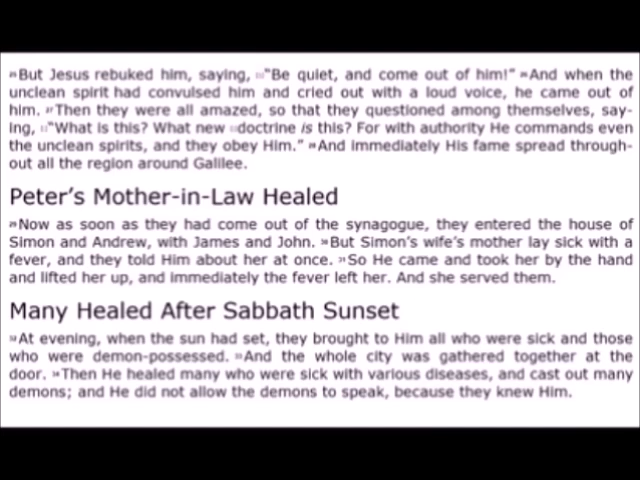 But Jesus rebuked him, saying, "Be quiet, and come out of him!" And when the
unclean spirit had convulsed him and cried out with a loud voice, he came out of
him. Then they were all amazed, so that they questioned among themselves, say-
ing, "What is this? What new doctrine is this? For with authority He commands even
the unclean spirits, and they obey Him." And immediately His fame spread through-
out all the region around Galilee.
Peter's Mother-in-Law Healed
Now as soon as they had come out of the synagogue, they entered the house of
Simon and Andrew, with James and John. But Simon's wife's mother lay sick with a
fever, and they told Him about her at once. So He came and took her by the hand
and lifted her up, and immediately the fever left her. And she served them.
Many Healed After Sabbath Sunset
At evening, when the sun had set, they brought to Him all who were sick and those
who were demon-possessed. And the whole city was gathered together at the
door. Then He healed many who were sick with various diseases, and cast out many
demons; and He did not allow the demons to speak, because they knew Him.